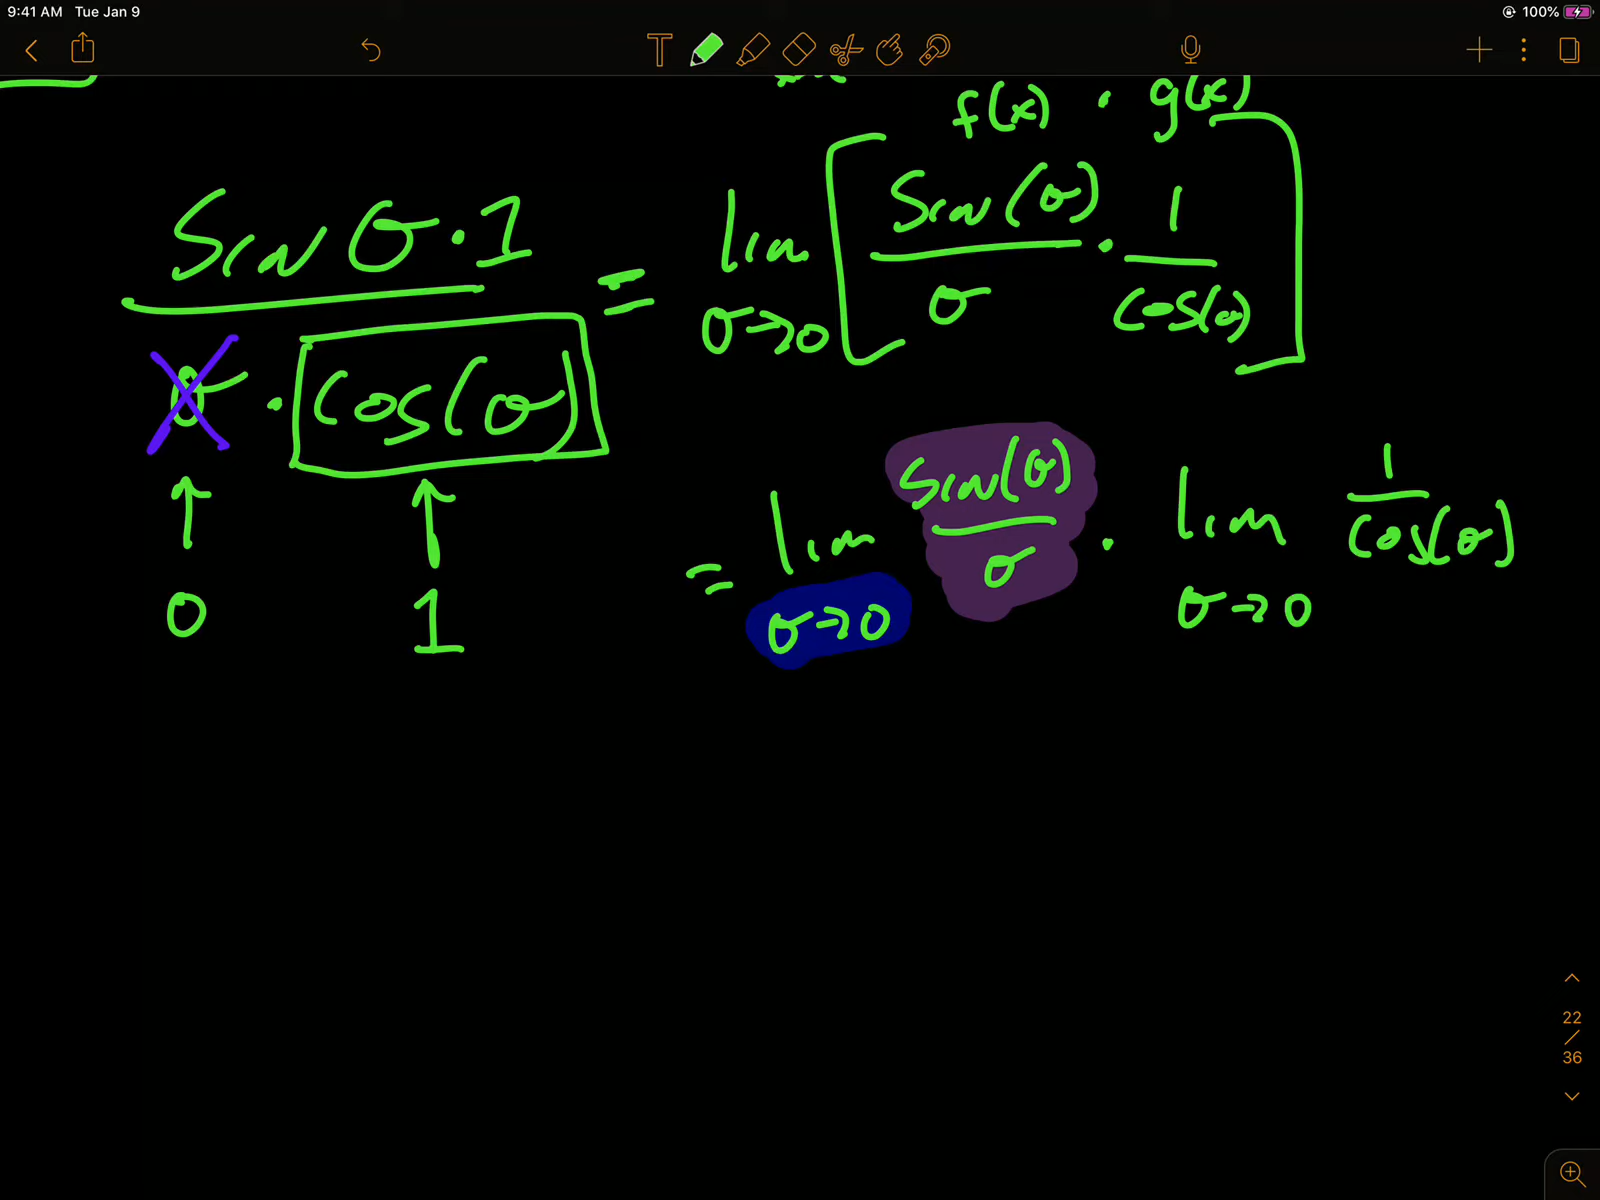 9:41 AM Tue Jan 9 100%
f(x) · g(x)
Sin σ · 1 = lim [ Sin(σ) / σ · 1 / cos(σ) ]
σ · cos(σ) σ→0
= lim Sin(σ) / σ · lim 1 / cos(σ)
σ→0 σ→0
0 1
22
/
36